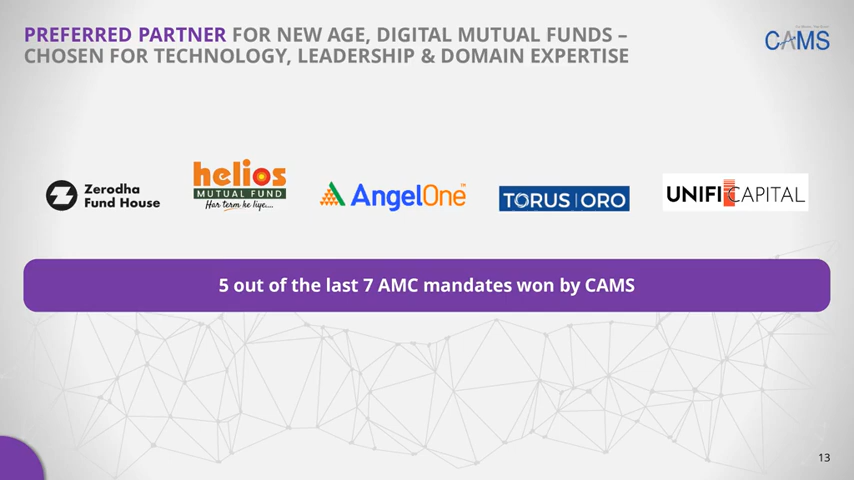 PREFERRED PARTNER FOR NEW AGE, DIGITAL MUTUAL FUNDS –
CHOSEN FOR TECHNOLOGY, LEADERSHIP & DOMAIN EXPERTISE
CAMS
Zerodha
Fund House
helios
MUTUAL FUND
Har term ke liye....
AngelOne™
TORUS | ORO
UNIFI CAPITAL
5 out of the last 7 AMC mandates won by CAMS
13